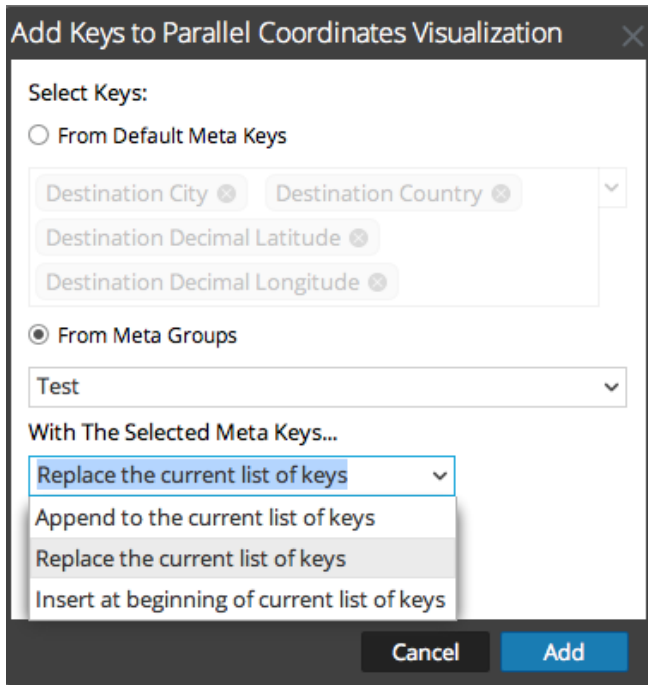 Add Keys to Parallel Coordinates Visualization
Select Keys:
From Default Meta Keys
Destination City Destination Country
Destination Decimal Latitude
Destination Decimal Longitude
From Meta Groups
Test
With The Selected Meta Keys...
Replace the current list of keys
Append to the current list of keys
Replace the current list of keys
Insert at beginning of current list of keys
Cancel Add